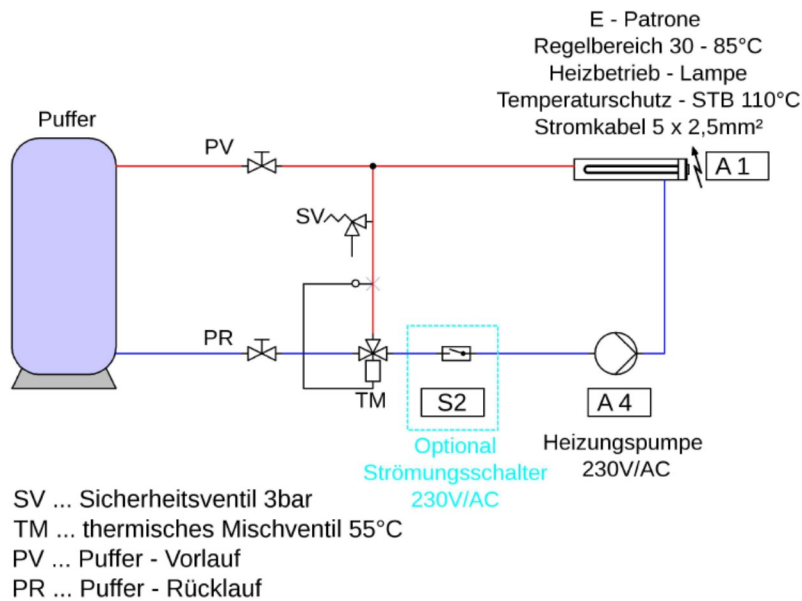 E - Patrone
Regelbereich 30 - 85°C
Heizbetrieb - Lampe
Temperaturschutz - STB 110°C
Stromkabel 5 x 2,5mm²
Puffer
PV
A 1
SV
PR
TM
S2
A 4
Optional
Strömungsschalter
230V/AC
Heizungspumpe
230V/AC
SV ... Sicherheitsventil 3bar
TM ... thermisches Mischventil 55°C
PV ... Puffer - Vorlauf
PR ... Puffer - Rücklauf